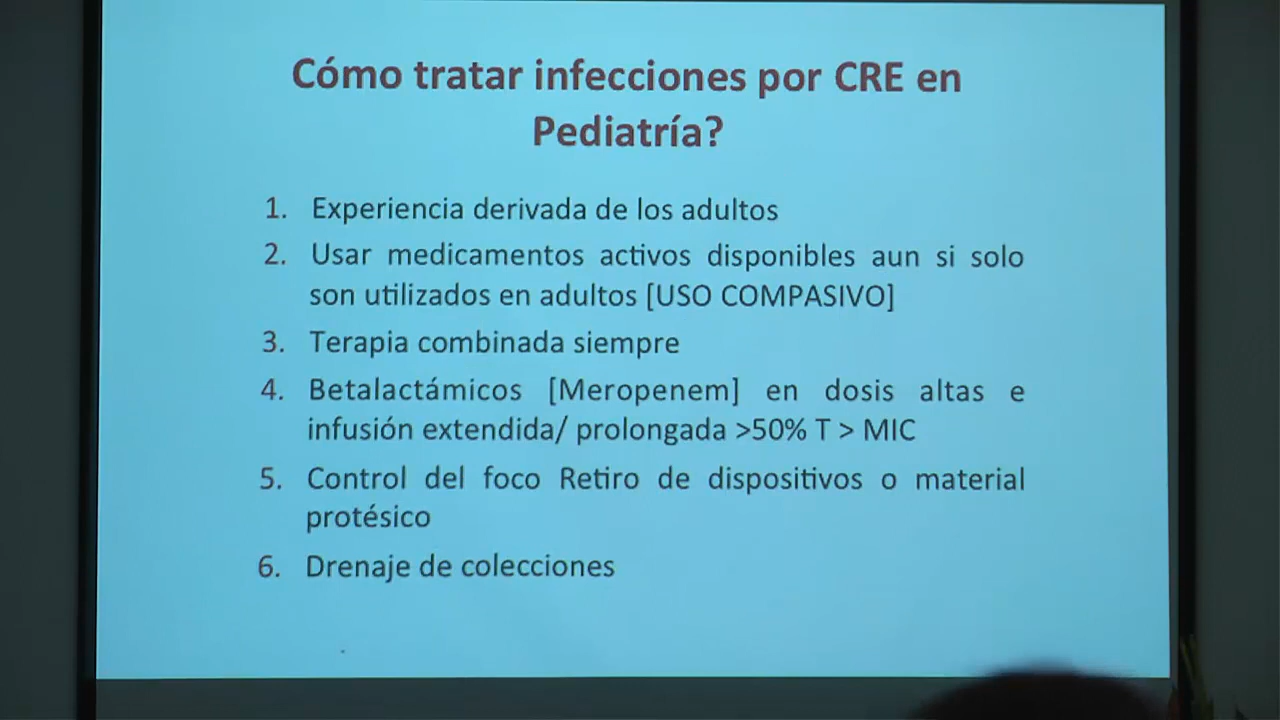 Cómo tratar infecciones por CRE en
Pediatría?
1. Experiencia derivada de los adultos
2. Usar medicamentos activos disponibles aun si solo
son utilizados en adultos [USO COMPASIVO]
3. Terapia combinada siempre
4. Betalactámicos [Meropenem] en dosis altas e
infusión extendida/ prolongada >50% T > MIC
5. Control del foco Retiro de dispositivos o material
protésico
6. Drenaje de colecciones